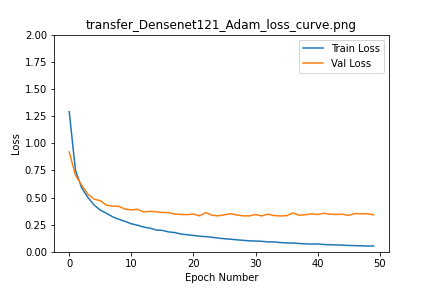 transfer_Densenet121_Adam_loss_curve.png
2.00
1.75
1.50
1.25
1.00
0.75
0.50
0.25
0.00
Loss
Train Loss
Val Loss
0 10 20 30 40 50
Epoch Number